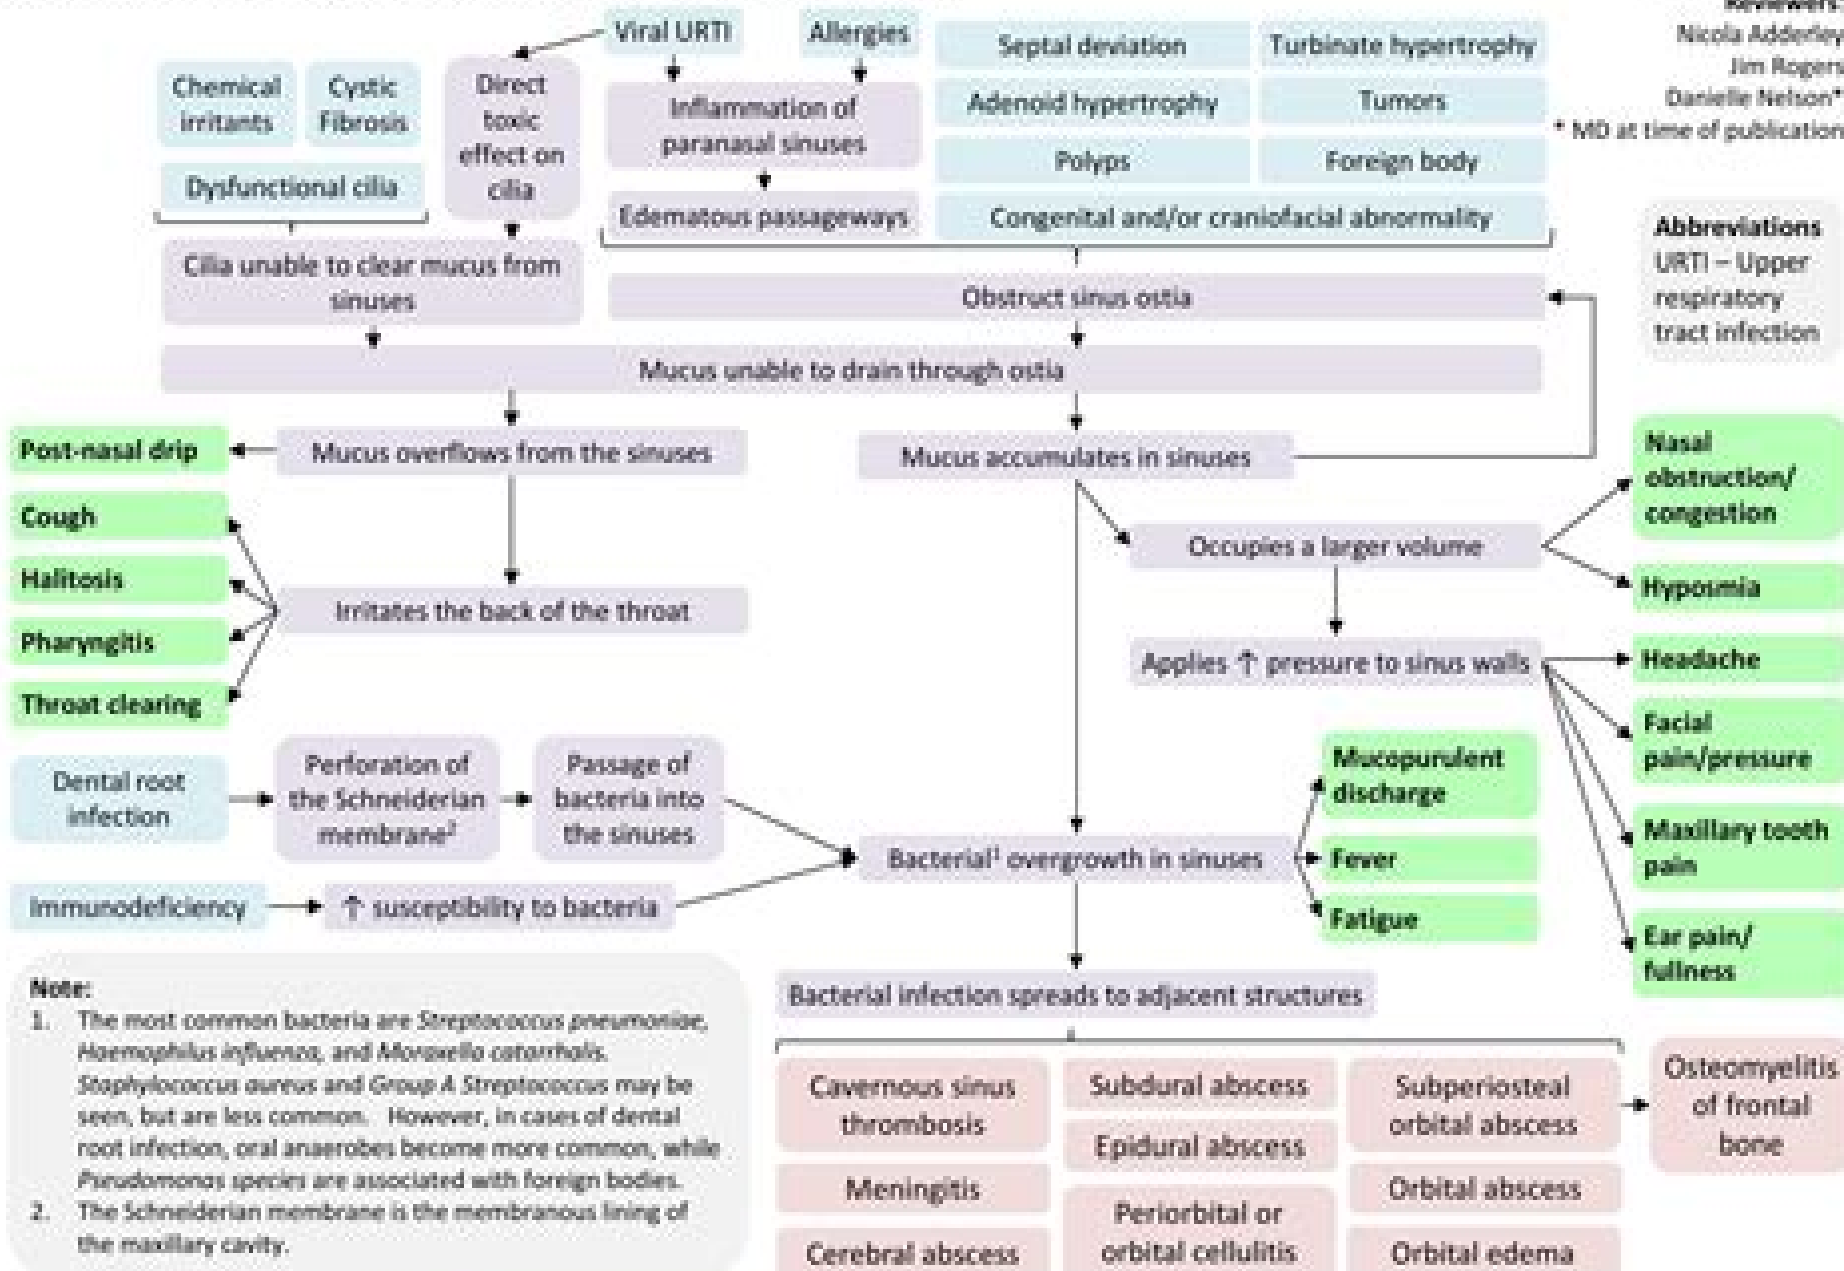 Reviewers:
Nicola Adderley
Jim Rogers
Danielle Nelson*
* MD at time of publication
Viral URTI
Allergies
Septal deviation
Turbinate hypertrophy
Chemical
irritants
Cystic
Fibrosis
Direct
toxic
effect on
cilia
Inflammation of
paranasal sinuses
Adenoid hypertrophy
Tumors
Polyps
Foreign body
Dysfunctional cilia
Edematous passageways
Congenital and/or craniofacial abnormality
Abbreviations
URTI – Upper
respiratory
tract infection
Cilia unable to clear mucus from
sinuses
Obstruct sinus ostia
Mucus unable to drain through ostia
Post-nasal drip
Mucus overflows from the sinuses
Mucus accumulates in sinuses
Nasal
obstruction/
congestion
Cough
Occupies a larger volume
Halitosis
Hyposmia
Irritates the back of the throat
Pharyngitis
Applies ↑ pressure to sinus walls
Headache
Throat clearing
Facial
pain/pressure
Dental root
infection
Perforation of
the Schneiderian
membrane²
Passage of
bacteria into
the sinuses
Mucopurulent
discharge
Maxillary tooth
pain
Bacterial¹ overgrowth in sinuses
Fever
Immunodeficiency
↑ susceptibility to bacteria
Fatigue
Ear pain/
fullness
Note:
1. The most common bacteria are Streptococcus pneumoniae,
Haemophilus influenza, and Moraxella catarrhalis.
Staphylococcus aureus and Group A Streptococcus may be
seen, but are less common. However, in cases of dental
root infection, oral anaerobes become more common, while
Pseudomonas species are associated with foreign bodies.
2. The Schneiderian membrane is the membranous lining of
the maxillary cavity.
Bacterial infection spreads to adjacent structures
Cavernous sinus
thrombosis
Subdural abscess
Subperiosteal
orbital abscess
Osteomyelitis
of frontal
bone
Epidural abscess
Meningitis
Periorbital or
orbital cellulitis
Orbital abscess
Cerebral abscess
Orbital edema